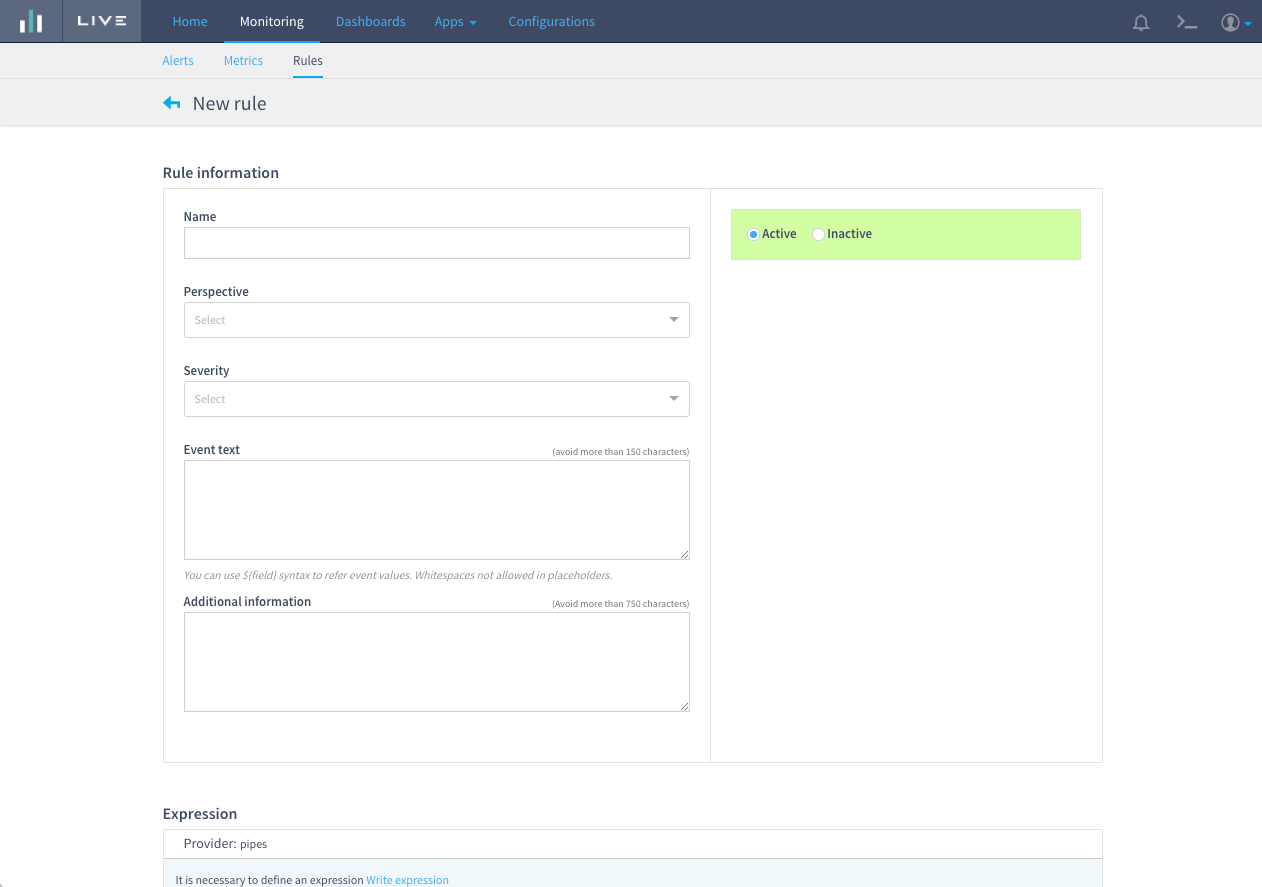 LIVE Home Monitoring Dashboards Apps Configurations
Alerts Metrics Rules
New rule
Rule information
Name
Active Inactive
Perspective
Select
Severity
Select
Event text (avoid more than 150 characters)
You can use ${field} syntax to refer event values. Whitespaces not allowed in placeholders.
Additional information (Avoid more than 750 characters)
Expression
Provider: pipes
It is necessary to define an expression Write expression